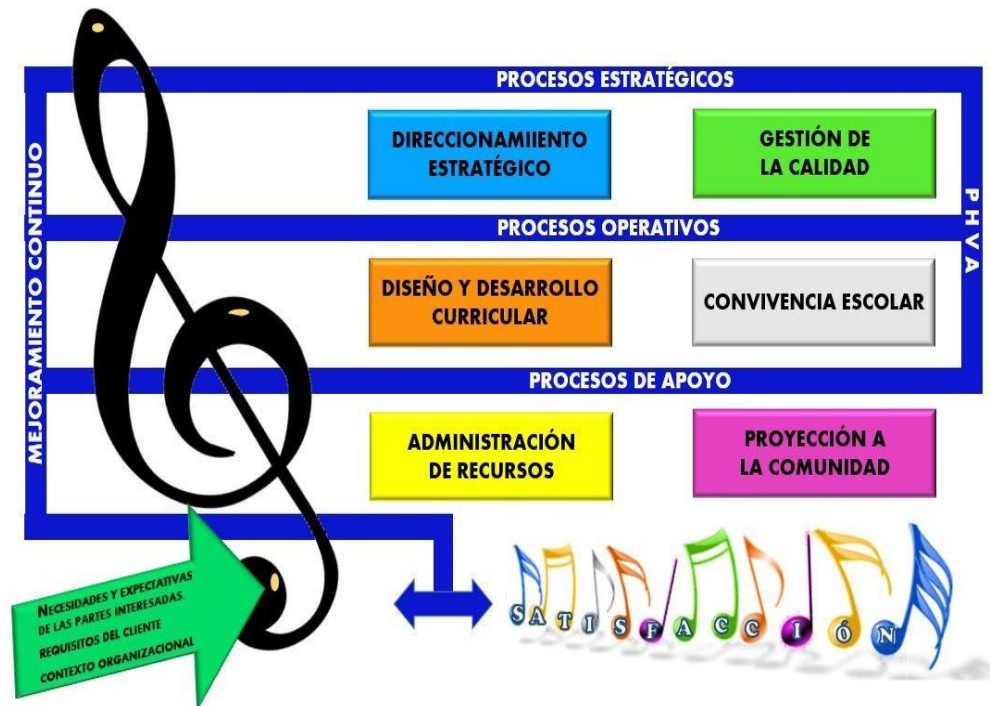 PROCESOS ESTRATÉGICOS
DIRECCIONAMIIENTO
ESTRATÉGICO
GESTIÓN DE
LA CALIDAD
MEJORAMIENTO CONTINUO
PHVA
PROCESOS OPERATIVOS
DISEÑO Y DESARROLLO
CURRICULAR
CONVIVENCIA ESCOLAR
PROCESOS DE APOYO
ADMINISTRACIÓN
DE RECURSOS
PROYECCIÓN A
LA COMUNIDAD
NECESIDADES Y EXPECTATIVAS
DE LAS PARTES INTERESADAS.
REQUISITOS DEL CLIENTE
CONTEXTO ORGANIZACIONAL
SATISFACCIÓN